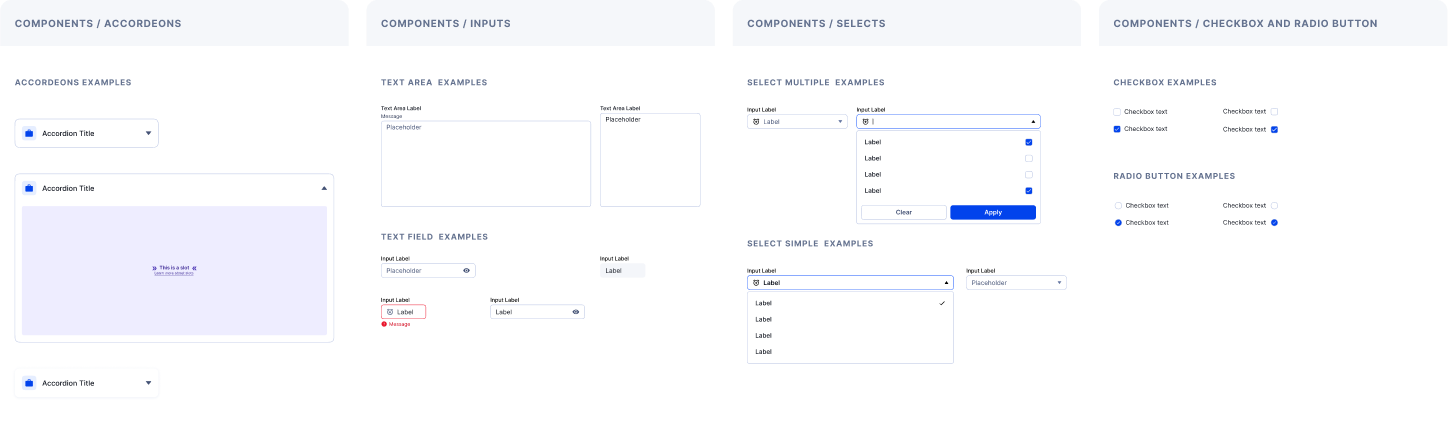 COMPONENTS / ACCORDEONS
ACCORDEONS EXAMPLES
Accordion Title
Accordion Title
This is a slot
Learn more about slots
Accordion Title
COMPONENTS / INPUTS
TEXT AREA EXAMPLES
Text Area Label
Message
Placeholder
Text Area Label
Placeholder
TEXT FIELD EXAMPLES
Input Label
Placeholder
Input Label
Label
Input Label
Label
Message
Input Label
Label
COMPONENTS / SELECTS
SELECT MULTIPLE EXAMPLES
Input Label
Label
Input Label
Label
Label
Label
Label
Clear
Apply
SELECT SIMPLE EXAMPLES
Input Label
Label
Label
Label
Label
Label
Input Label
Placeholder
COMPONENTS / CHECKBOX AND RADIO BUTTON
CHECKBOX EXAMPLES
Checkbox text
Checkbox text
Checkbox text
Checkbox text
RADIO BUTTON EXAMPLES
Checkbox text
Checkbox text
Checkbox text
Checkbox text